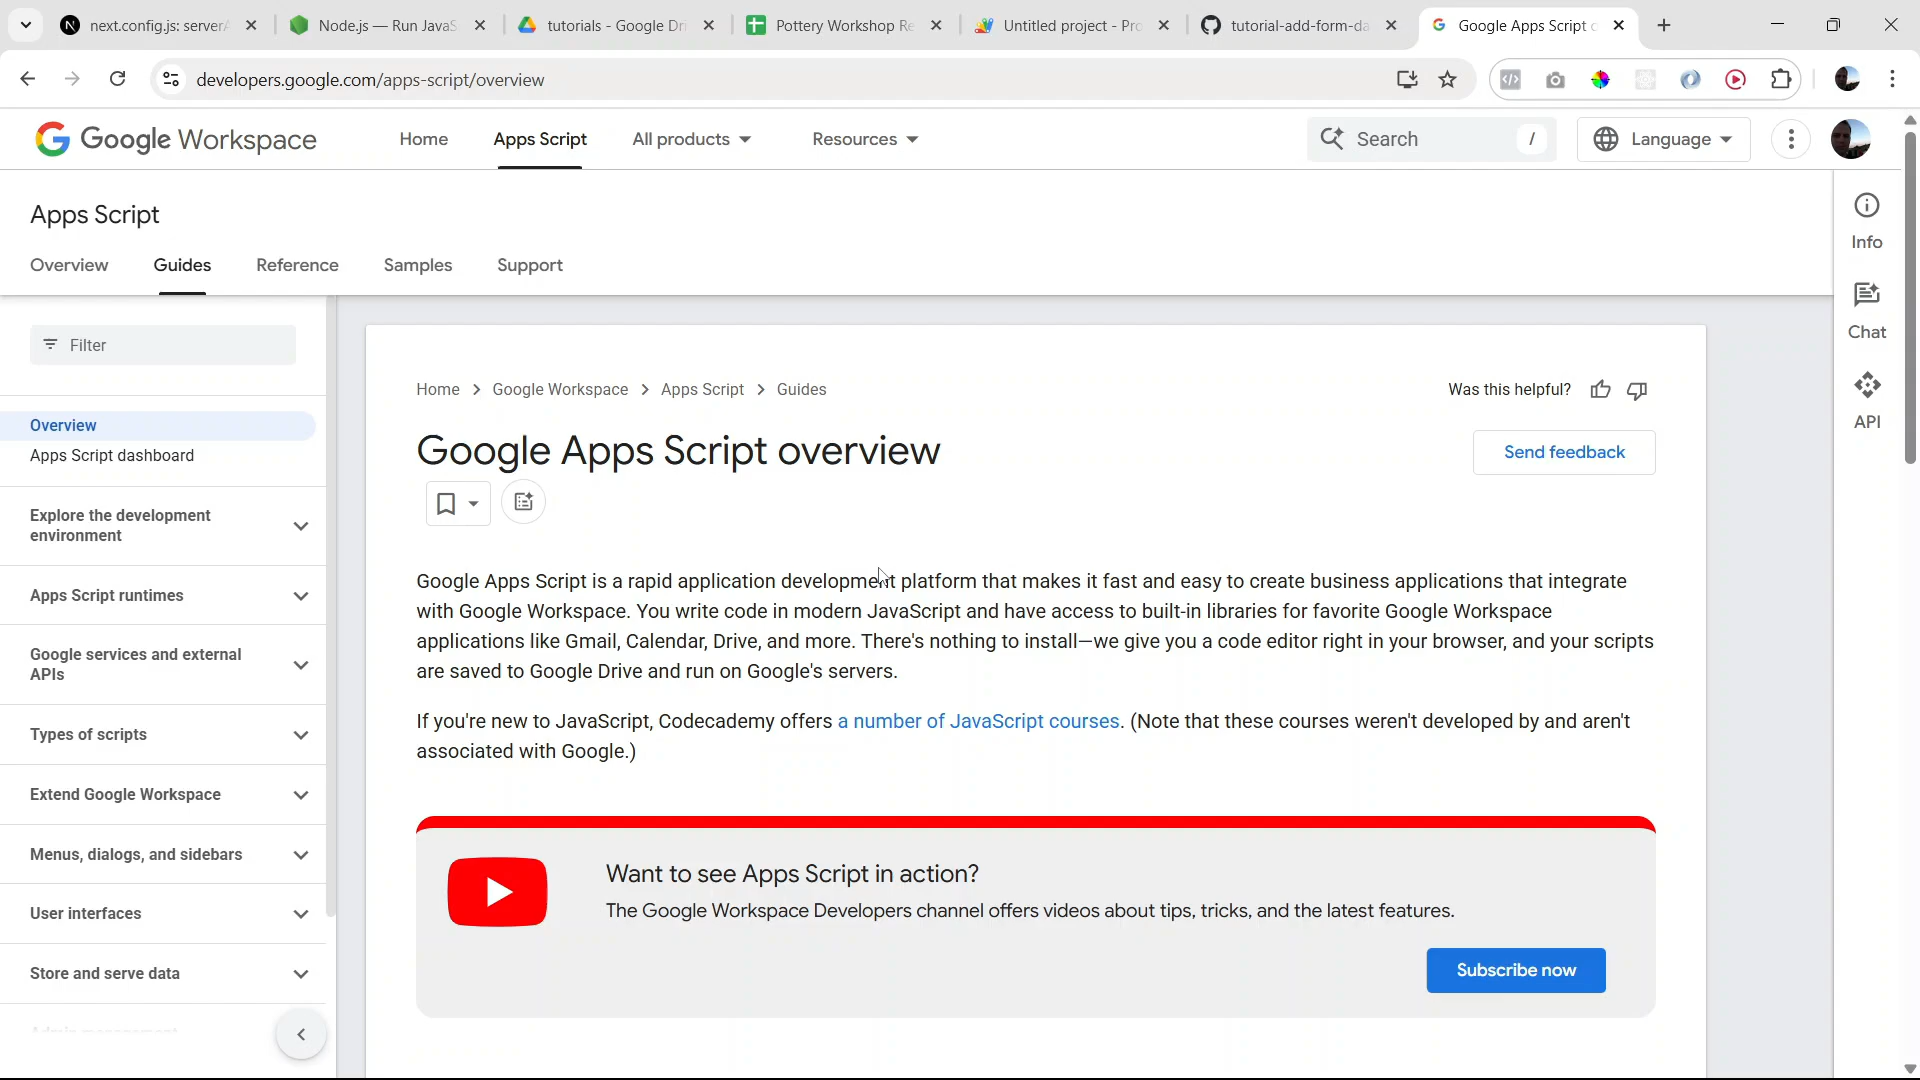 next.config.js: server
Node.js — Run JavaS
tutorials - Google Dri
Pottery Workshop Re
Untitled project - Pro
tutorial-add-form-da
Google Apps Script o
developers.google.com/apps-script/overview
Google Workspace
Home
Apps Script
All products
Resources
Search
/
Language
Apps Script
Overview
Guides
Reference
Samples
Support
Info
Chat
API
Filter
Overview
Apps Script dashboard
Explore the development
environment
Apps Script runtimes
Google services and external
APIs
Types of scripts
Extend Google Workspace
Menus, dialogs, and sidebars
User interfaces
Store and serve data
Admin management
Home > Google Workspace > Apps Script > Guides
Was this helpful?
Google Apps Script overview
Send feedback
Google Apps Script is a rapid application development platform that makes it fast and easy to create business applications that integrate
with Google Workspace. You write code in modern JavaScript and have access to built-in libraries for favorite Google Workspace
applications like Gmail, Calendar, Drive, and more. There's nothing to install—we give you a code editor right in your browser, and your scripts
are saved to Google Drive and run on Google's servers.
If you're new to JavaScript, Codecademy offers a number of JavaScript courses. (Note that these courses weren't developed by and aren't
associated with Google.)
Want to see Apps Script in action?
The Google Workspace Developers channel offers videos about tips, tricks, and the latest features.
Subscribe now